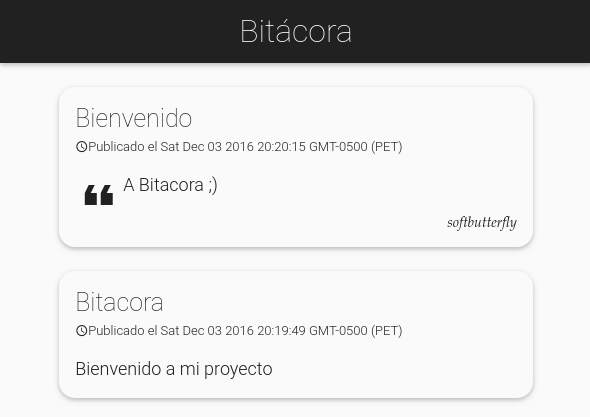 Bitácora
Bienvenido
Publicado el Sat Dec 03 2016 20:20:15 GMT-0500 (PET)
“ A Bitacora ;)
softbutterfly
Bitacora
Publicado el Sat Dec 03 2016 20:19:49 GMT-0500 (PET)
Bienvenido a mi proyecto